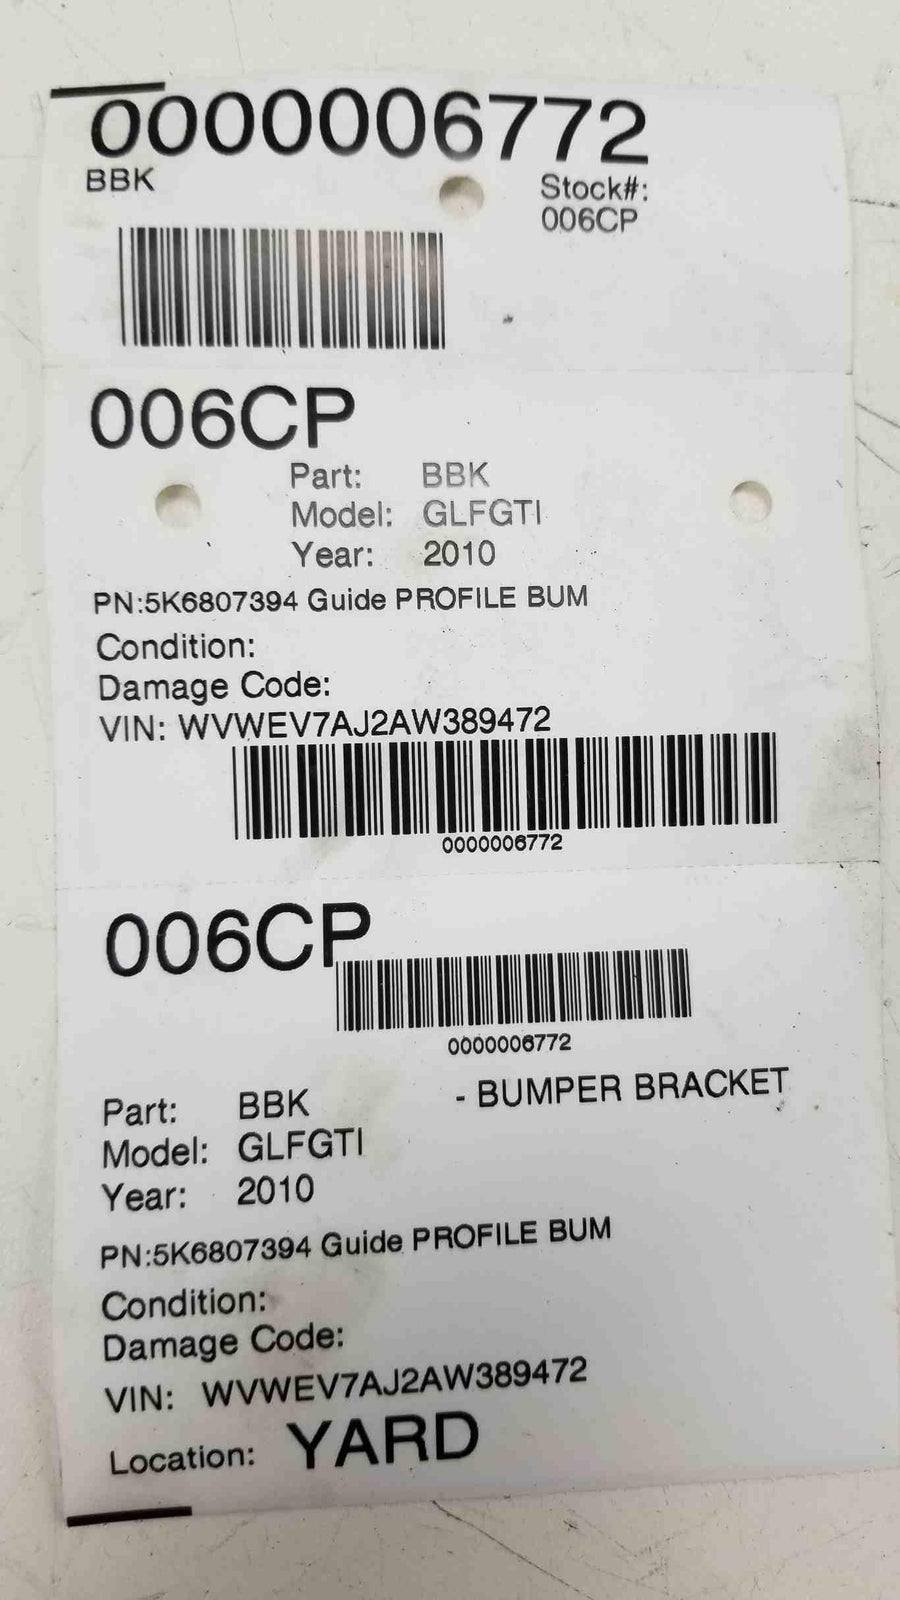 0000006772
BBK
Stock#:
006CP
006CP
Part: BBK
Model: GLFGTI
Year: 2010
PN:5K6807394 Guide PROFILE BUM
Condition:
Damage Code:
VIN: WVWEV7AJ2AW389472
0000006772
006CP
0000006772
Part: BBK - BUMPER BRACKET
Model: GLFGTI
Year: 2010
PN:5K6807394 Guide PROFILE BUM
Condition:
Damage Code:
VIN: WVWEV7AJ2AW389472
Location: YARD